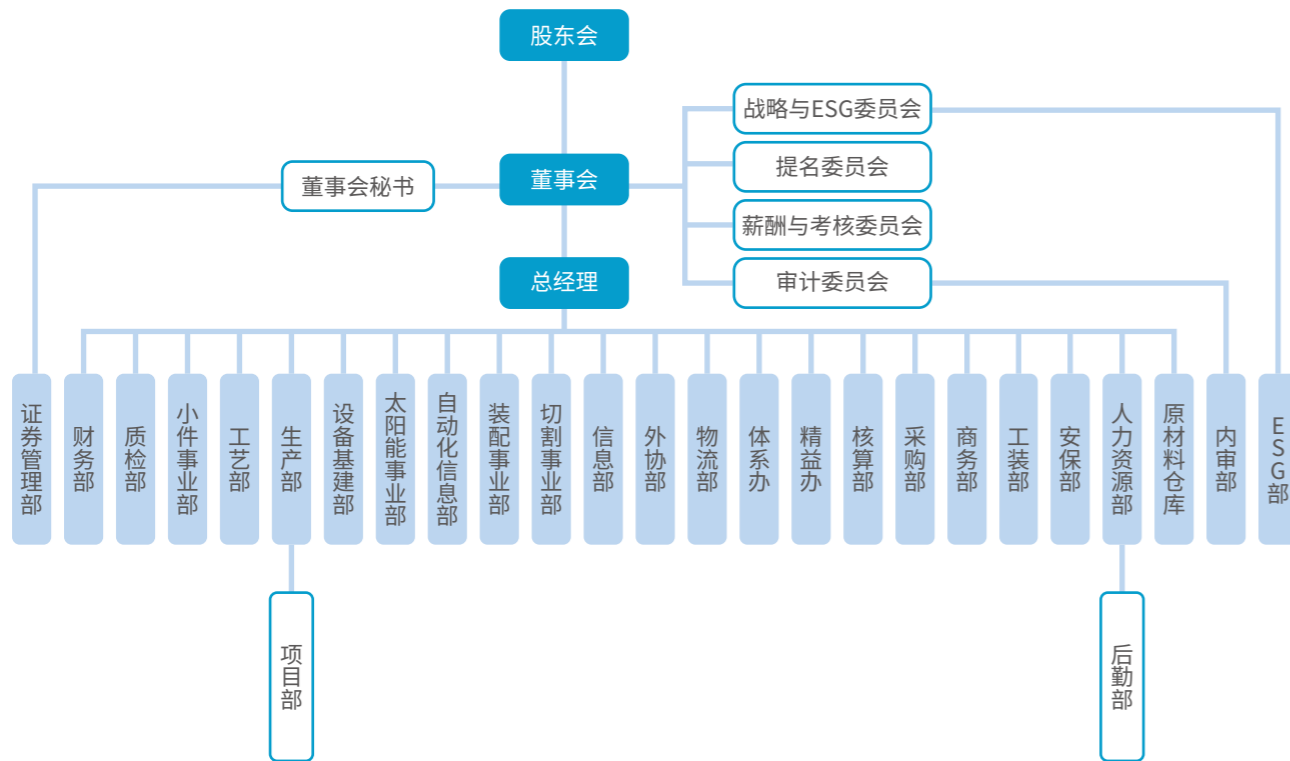 股东会
战略与ESG委员会
提名委员会
董事会秘书
董事会
薪酬与考核委员会
总经理
审计委员会
证券管理部
财务部
质检部
小件事业部
工艺部
生产部
设备基建部
太阳能事业部
自动化信息部
装配事业部
切割事业部
信息部
外协部
物流部
体系办
精益办
核算部
采购部
商务部
工装部
安保部
人力资源部
原材料仓库
内审部
ESG部
项目部
后勤部